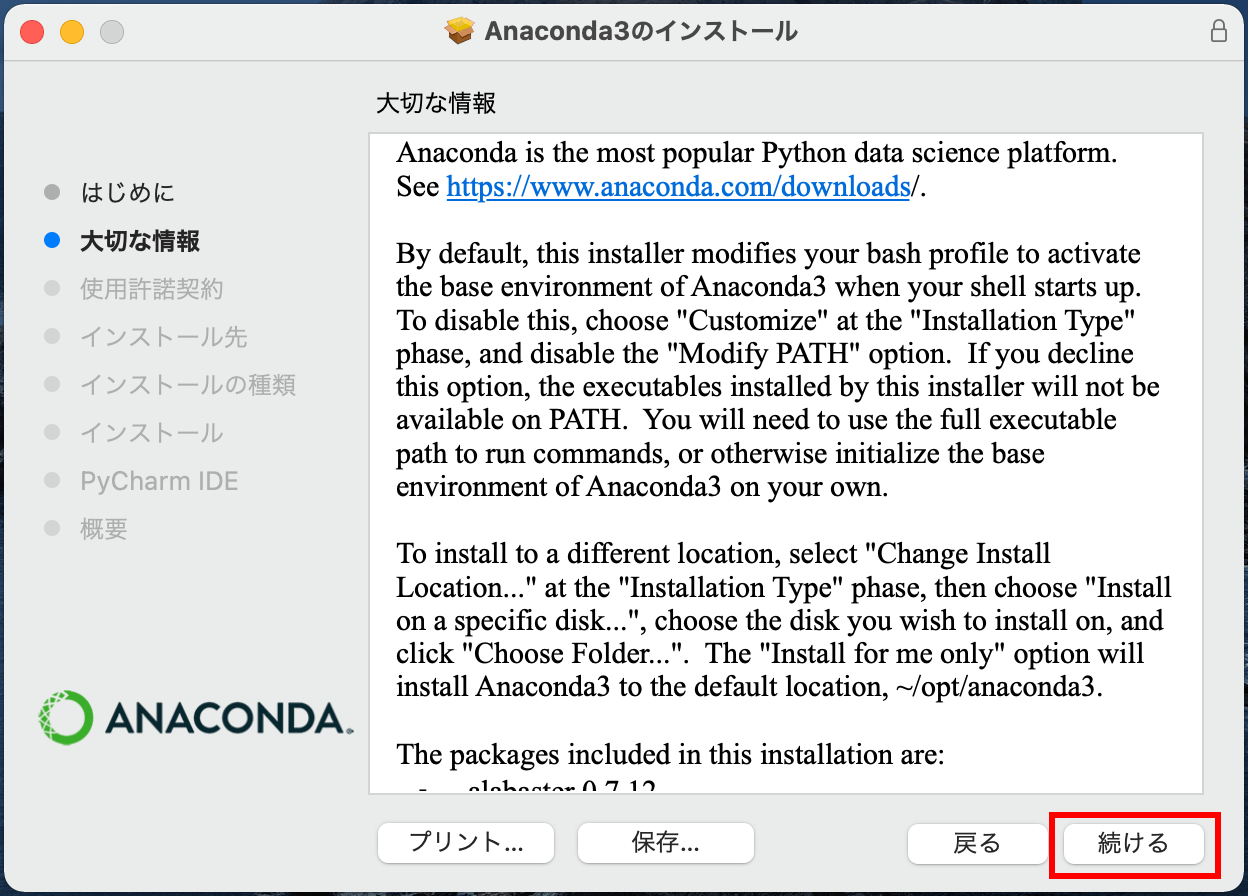 Anaconda3のインストール
大切な情報
はじめに
大切な情報
使用許諾契約
インストール先
インストールの種類
インストール
PyCharm IDE
概要
ANACONDA.
Anaconda is the most popular Python data science platform.
See https://www.anaconda.com/downloads/.
By default, this installer modifies your bash profile to activate
the base environment of Anaconda3 when your shell starts up.
To disable this, choose "Customize" at the "Installation Type"
phase, and disable the "Modify PATH" option.  If you decline
this option, the executables installed by this installer will not be
available on PATH.  You will need to use the full executable
path to run commands, or otherwise initialize the base
environment of Anaconda3 on your own.
To install to a different location, select "Change Install
Location..." at the "Installation Type" phase, then choose "Install
on a specific disk...", choose the disk you wish to install on, and
click "Choose Folder...".  The "Install for me only" option will
install Anaconda3 to the default location, ~/opt/anaconda3.
The packages included in this installation are:
- alabaster 0.7.12
プリント...
保存...
戻る
続ける